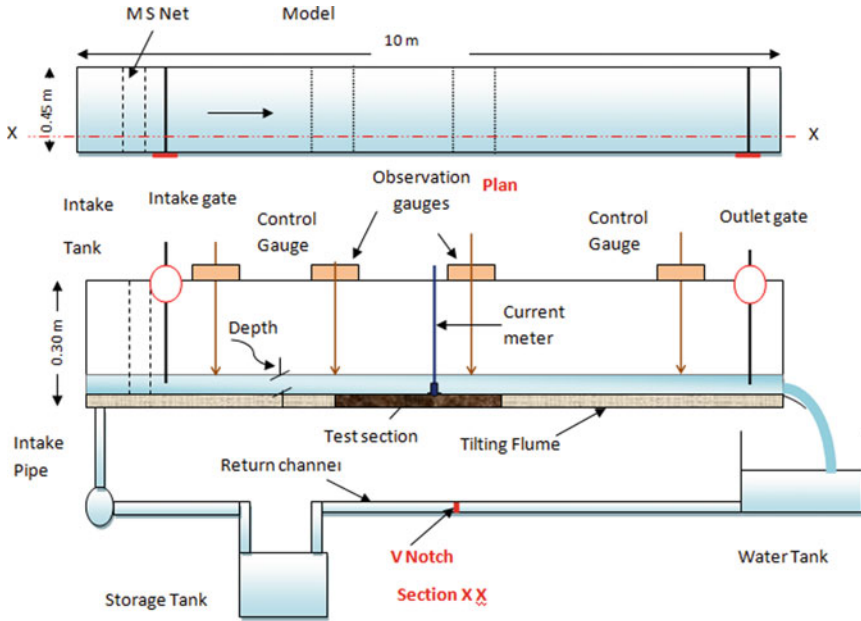 M S Net
Model
10 m
0.45 m
X
X
Observation
gauges
Plan
Intake
Tank
Intake gate
Control
Gauge
Control
Gauge
Outlet gate
0.30 m
Depth
Current
meter
Test section
Tilting Flume
Intake
Pipe
Return channel
V Notch
Water Tank
Section X X
Storage Tank